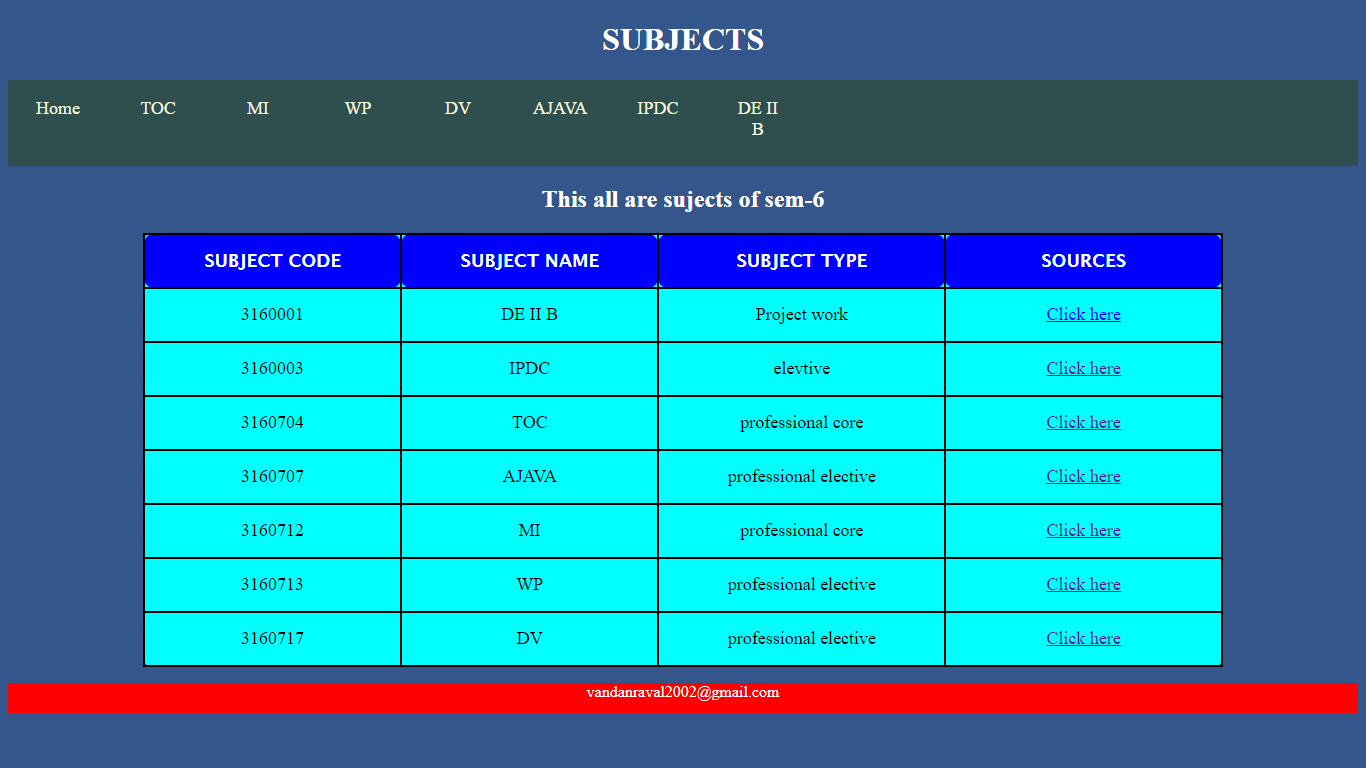 SUBJECTS
Home TOC MI WP DV AJAVA IPDC DE II B
This all are sujects of sem-6
SUBJECT CODE SUBJECT NAME SUBJECT TYPE SOURCES
3160001 DE II B Project work Click here
3160003 IPDC elevtive Click here
3160704 TOC professional core Click here
3160707 AJAVA professional elective Click here
3160712 MI professional core Click here
3160713 WP professional elective Click here
3160717 DV professional elective Click here
vandanraval2002@gmail.com